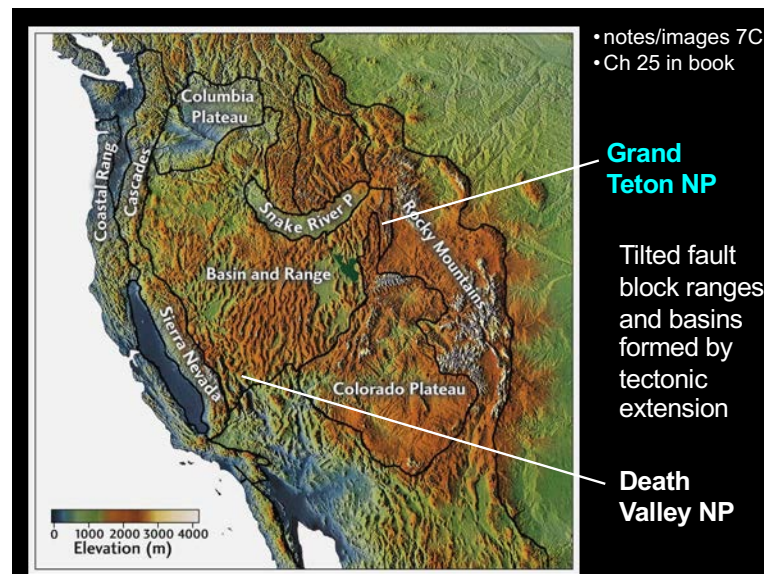 • notes/images 7C
• Ch 25 in book
Columbia
Plateau
Coastal Rang
Cascades
Snake River P
Rocky Mountains
Basin and Range
Sierra Nevada
Colorado Plateau
0 1000 2000 3000 4000
Elevation (m)
Grand
Teton NP
Tilted fault
block ranges
and basins
formed by
tectonic
extension
Death
Valley NP